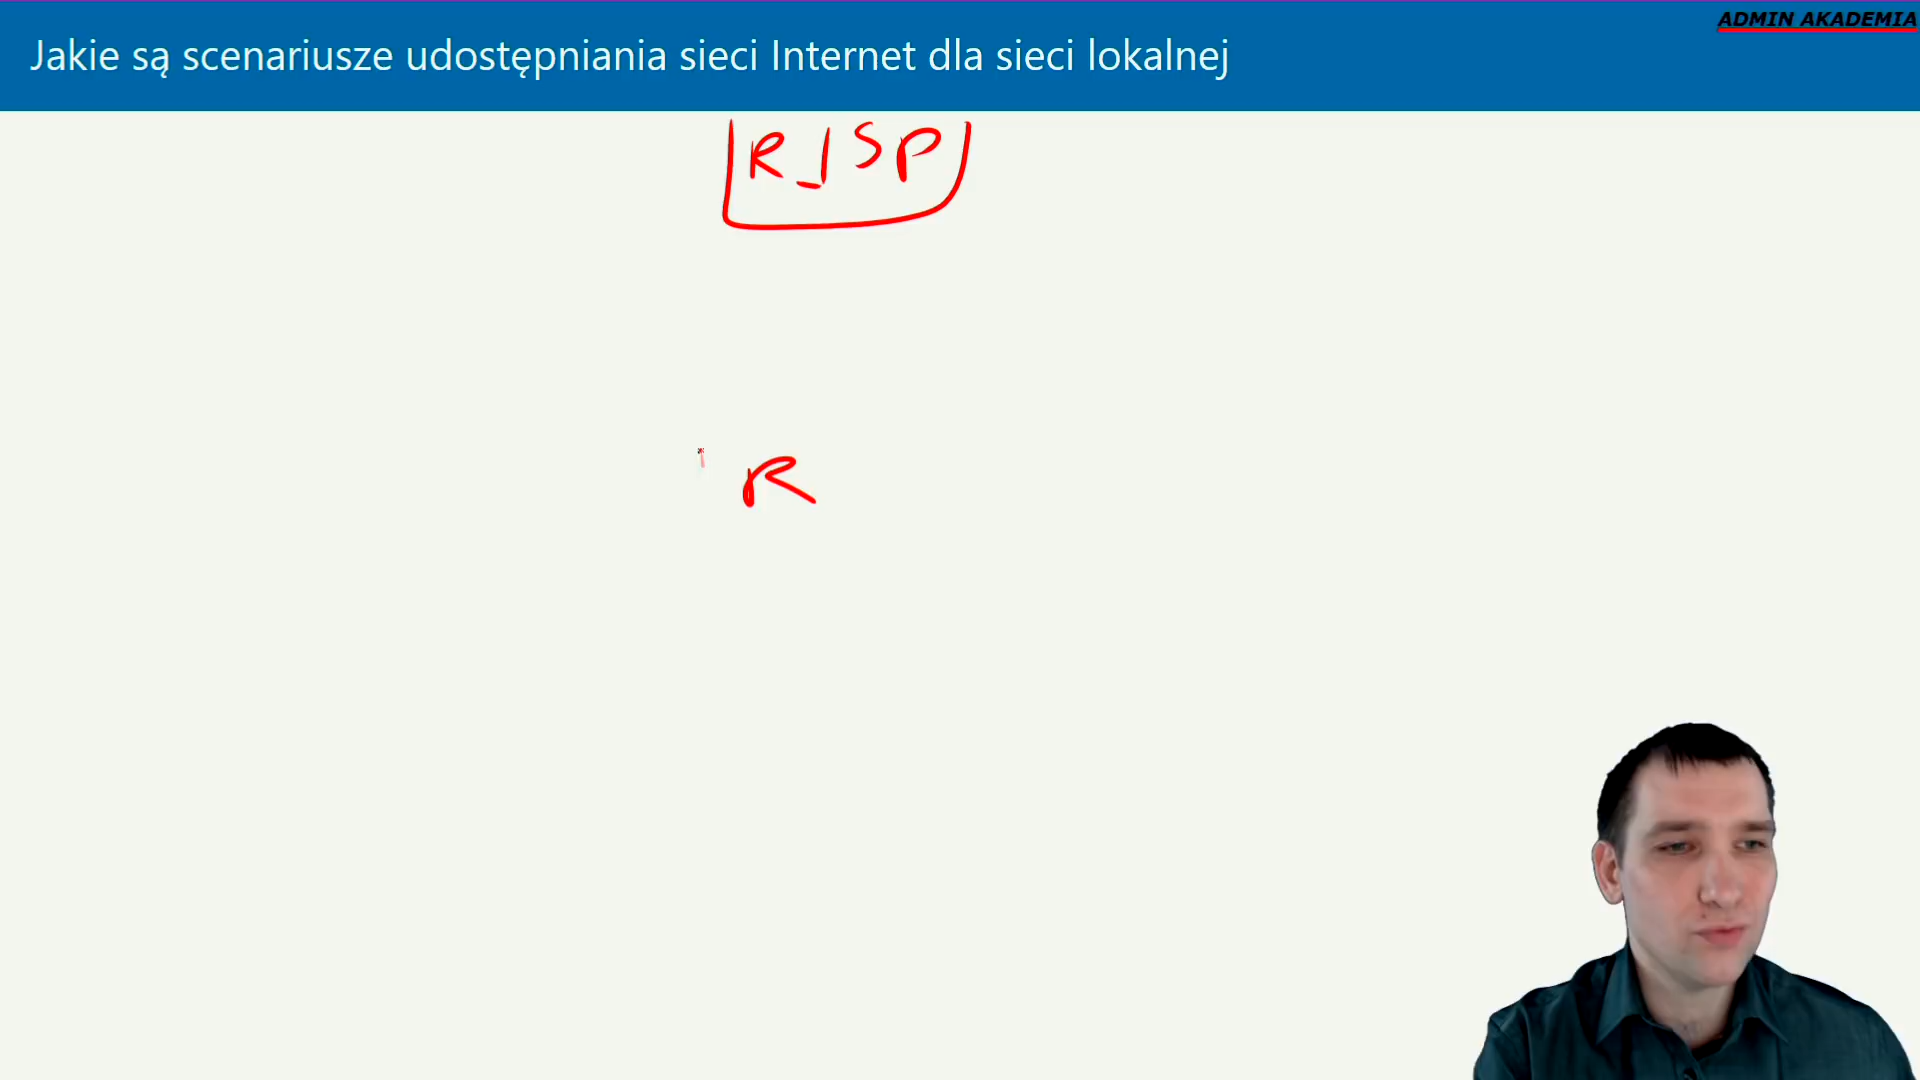 ADMIN AKADEMIA
Jakie są scenariusze udostępniania sieci Internet dla sieci lokalnej
R_ISP
R